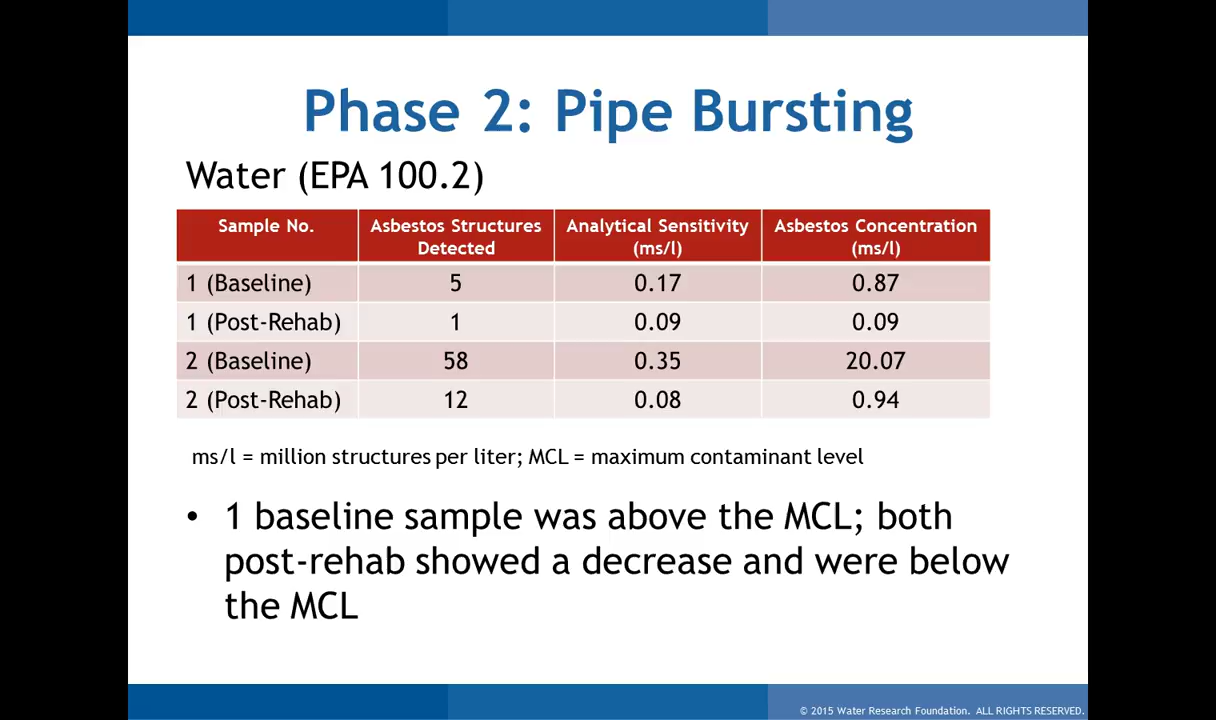 Phase 2: Pipe Bursting
Water (EPA 100.2)
Sample No. Asbestos Structures Detected Analytical Sensitivity (ms/l) Asbestos Concentration (ms/l)
1 (Baseline) 5 0.17 0.87
1 (Post-Rehab) 1 0.09 0.09
2 (Baseline) 58 0.35 20.07
2 (Post-Rehab) 12 0.08 0.94
ms/l = million structures per liter; MCL = maximum contaminant level
• 1 baseline sample was above the MCL; both
post-rehab showed a decrease and were below
the MCL
© 2015 Water Research Foundation. ALL RIGHTS RESERVED.